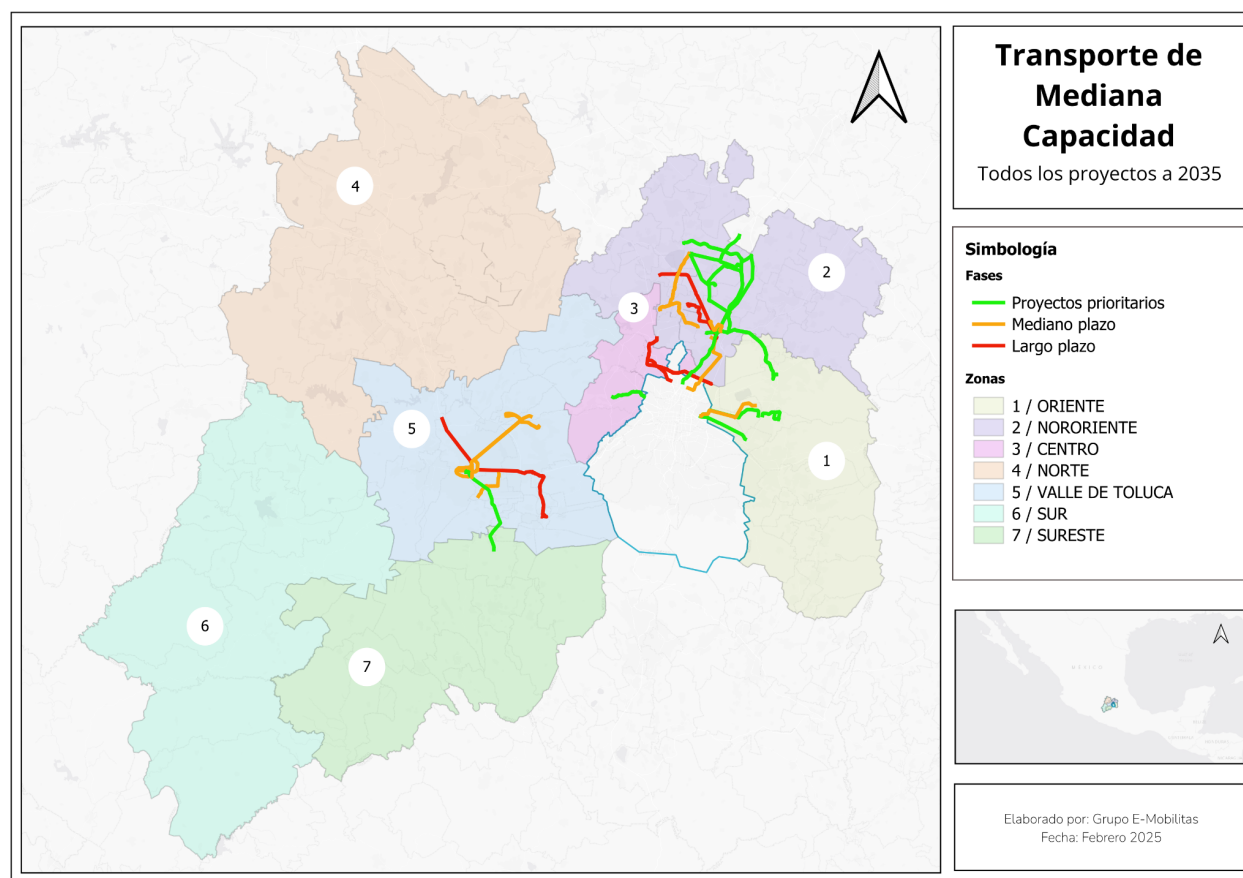 Transporte de
Mediana
Capacidad
Todos los proyectos a 2035
Simbología
Fases
Proyectos prioritarios
Mediano plazo
Largo plazo
Zonas
1 / ORIENTE
2 / NORORIENTE
3 / CENTRO
4 / NORTE
5 / VALLE DE TOLUCA
6 / SUR
7 / SURESTE
4
2
3
5
1
6
7
MÉXICO
Elaborado por: Grupo E-Mobilitas
Fecha: Febrero 2025